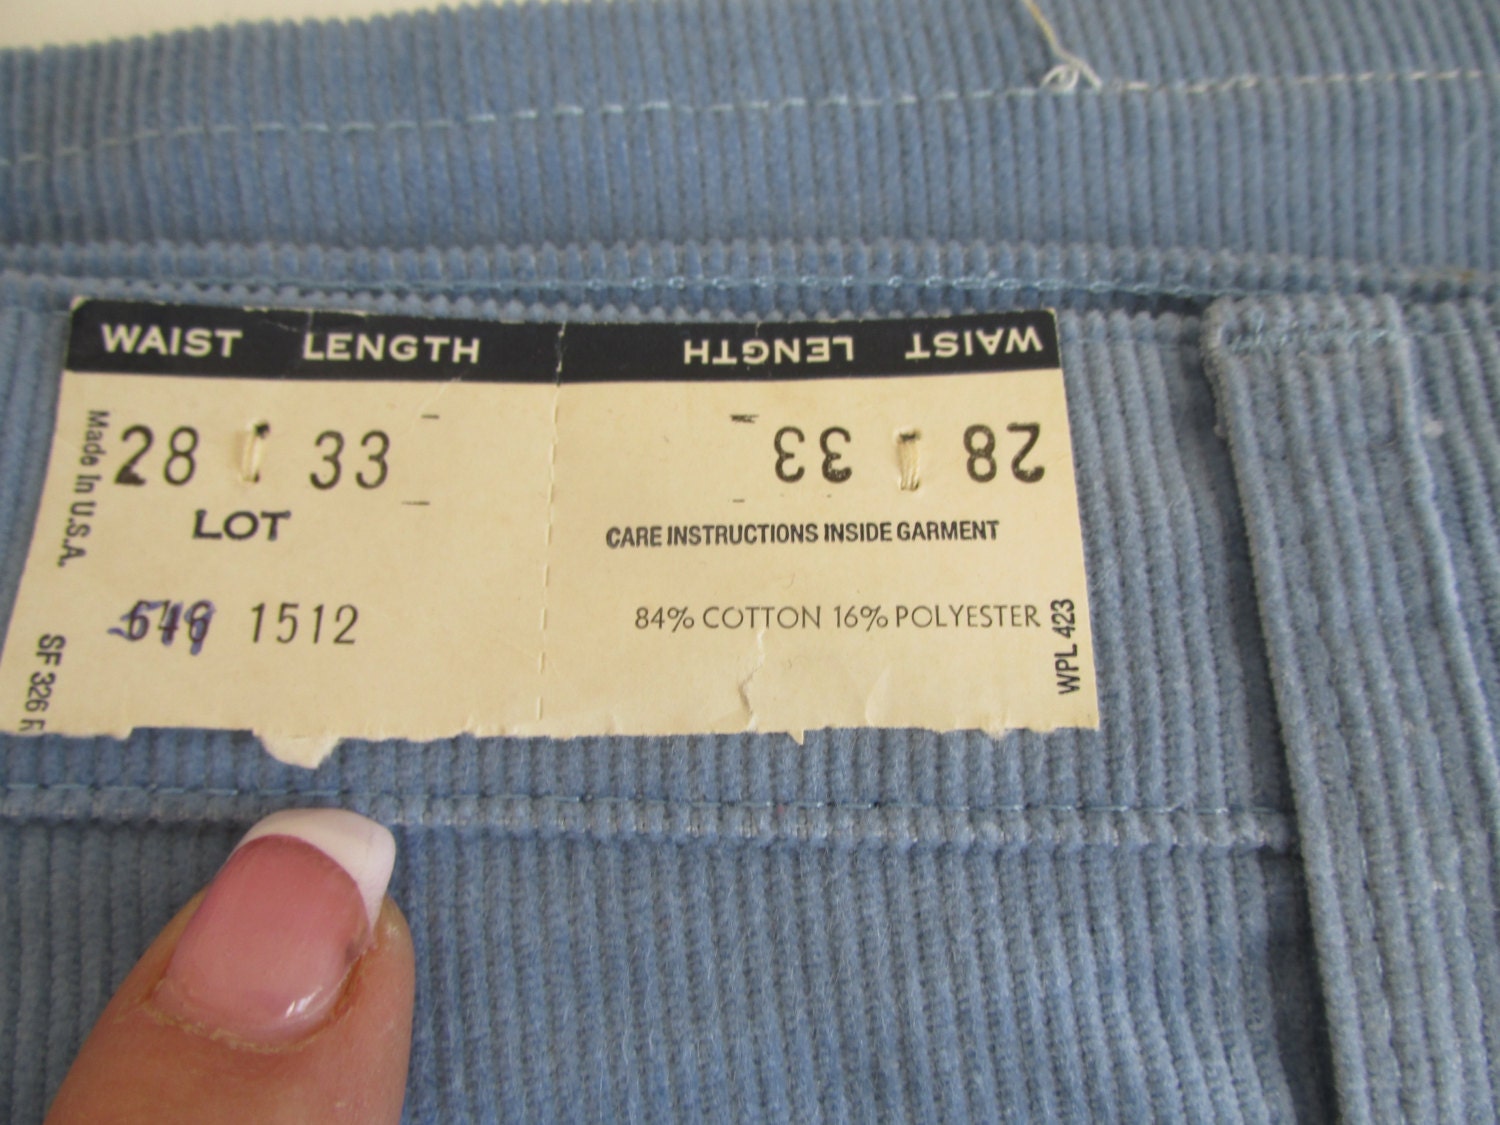 WAIST LENGTH
28 33
LOT
1512
Made In U.S.A.
SF 326
WAIST LENGTH
28 33
CARE INSTRUCTIONS INSIDE GARMENT
84% COTTON 16% POLYESTER
WPL 423